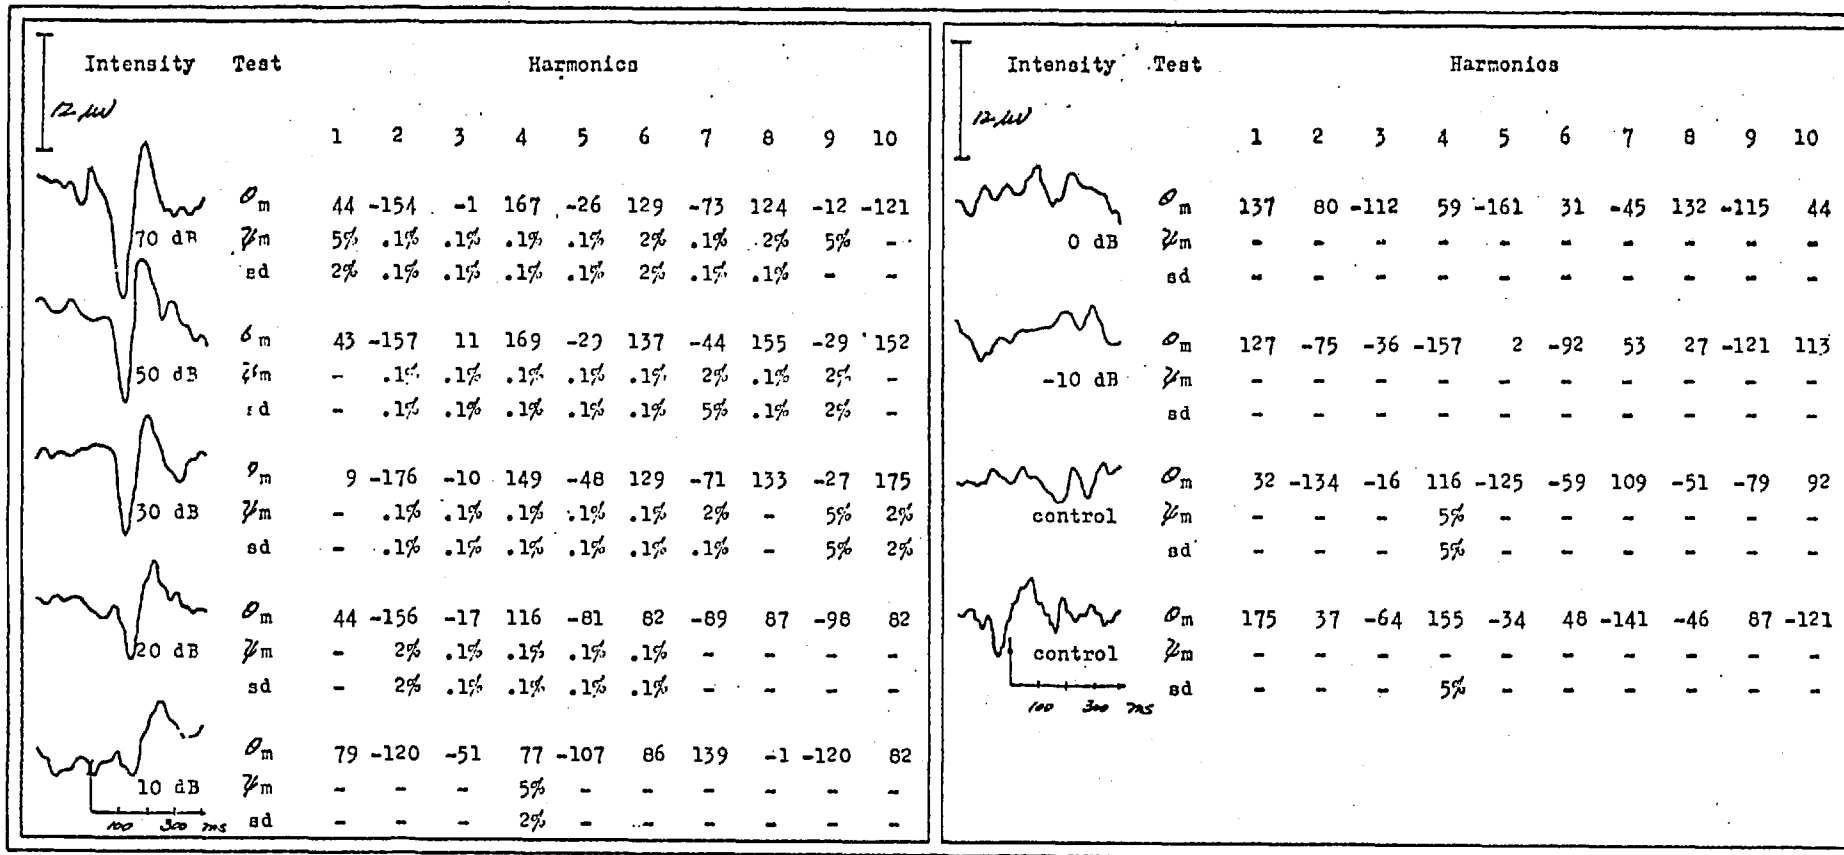 Intensity Test Harmonics
12 µV
1 2 3 4 5 6 7 8 9 10
θm 44 -154 -1 167 -26 129 -73 124 -12 -121
70 dB ψm 5% .1% .1% .1% .1% 2% .1% .2% 5% -
sd 2% .1% .1% .1% .1% 2% .1% .1% - -
θm 43 -157 11 169 -29 137 -44 155 -29 152
50 dB ψm - .1% .1% .1% .1% .1% 2% .1% 2% -
sd - .1% .1% .1% .1% .1% 5% .1% 2% -
θm 9 -176 -10 149 -48 129 -71 133 -27 175
30 dB ψm - .1% .1% .1% .1% .1% 2% - 5% 2%
sd - .1% .1% .1% .1% .1% .1% - 5% 2%
θm 44 -156 -17 116 -81 82 -89 87 -98 82
20 dB ψm - 2% .1% .1% .1% .1% - - - -
sd - 2% .1% .1% .1% .1% - - - -
θm 79 -120 -51 77 -107 86 139 -1 -120 82
10 dB ψm - - - 5% - - - - - -
100 300 ms sd - - - 2% - - - - - -
Intensity Test Harmonics
12 µV
1 2 3 4 5 6 7 8 9 10
θm 137 80 -112 59 -161 31 -45 132 -115 44
0 dB ψm - - - - - - - - - -
sd - - - - - - - - - -
θm 127 -75 -36 -157 2 -92 53 27 -121 113
-10 dB ψm - - - - - - - - - -
sd - - - - - - - - - -
θm 32 -134 -16 116 -125 -59 109 -51 -79 92
control ψm - - - 5% - - - - - -
sd - - - 5% - - - - - -
θm 175 37 -64 155 -34 48 -141 -46 87 -121
control ψm - - - - - - - - - -
sd - - - 5% - - - - - -
100 300 ms